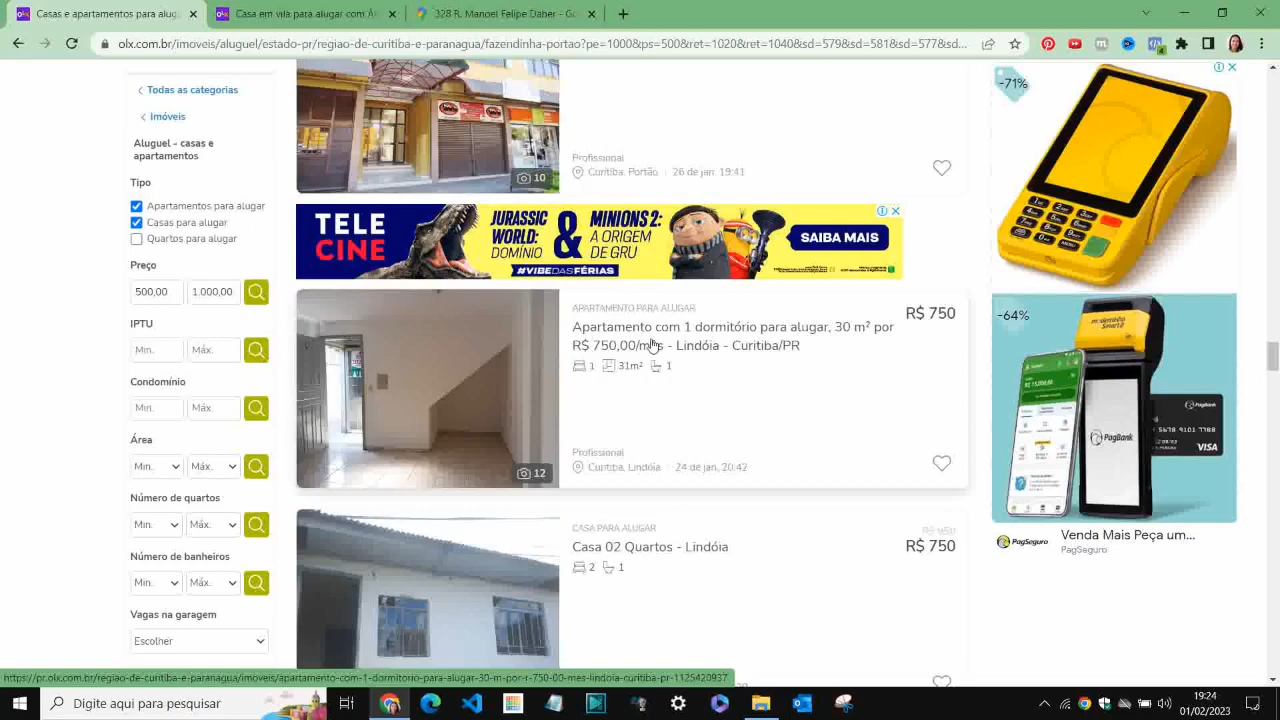 Casas e apartamentos para alug
Casa em vila para alugar com
328 R. Manoel Felipe Daher - Go
olx.com.br/imoveis/aluguel/estado-pr/regiao-de-curitiba-e-paranagua/fazendinha-portao?pe=1000&ps=500&ret=1020&ret=1040&sd=579&sd=581&sd=577&sd...
Todas as categorias
Imóveis
Aluguel - casas e
apartamentos
Tipo
Apartamentos para alugar
Casas para alugar
Quartos para alugar
Preço
500,00
1.000,00
IPTU
Min.
Máx.
Condomínio
Min.
Máx.
Área
Min.
Máx.
Número de quartos
Min.
Máx.
Número de banheiros
Min.
Máx.
Vagas na garagem
Escolher
10
Profissional
Curitiba, Portão
26 de jan, 19:41
TELE
CINE
JURASSIC
WORLD:
DOMÍNIO
&
MINIONS 2:
A ORIGEM
DE GRU
#VIBEDASFÉRIAS
SAIBA MAIS
APARTAMENTO PARA ALUGAR
R$ 750
Apartamento com 1 dormitório para alugar, 30 m² por
R$ 750,00/mês - Lindóia - Curitiba/PR
1
31m²
1
12
Profissional
Curitiba, Lindóia
24 de jan, 20:42
CASA PARA ALUGAR
R$ 750
Casa 02 Quartos - Lindóia
2
1
-71%
-64%
PagBank
5678 9101 7788
VISA
PagSeguro
Venda Mais Peça um...
PagSeguro
https://pr.olx.com.br/regiao-de-curitiba-e-paranagua/imoveis/apartamento-com-1-dormitorio-para-alugar-30-m-por-r-750-00-mes-lindoia-curitiba-pr-1125420937
Digite aqui para pesquisar
19:24
01/02/2023